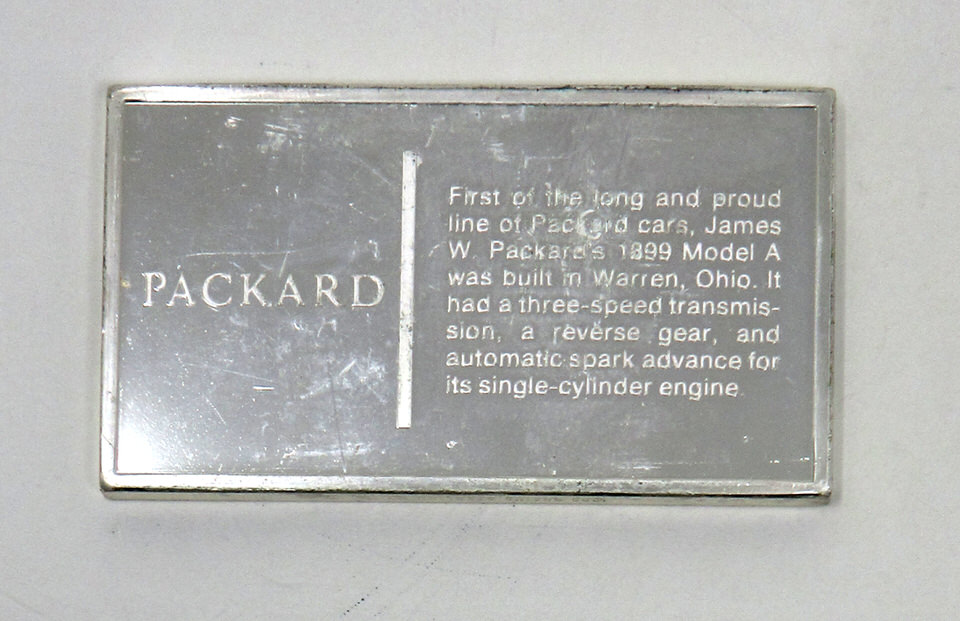 PACKARD
First of the long and proud
line of Packard cars, James
W. Packard's 1899 Model A
was built in Warren, Ohio. It
had a three-speed transmis-
sion, a reverse gear, and
automatic spark advance for
its single-cylinder engine.